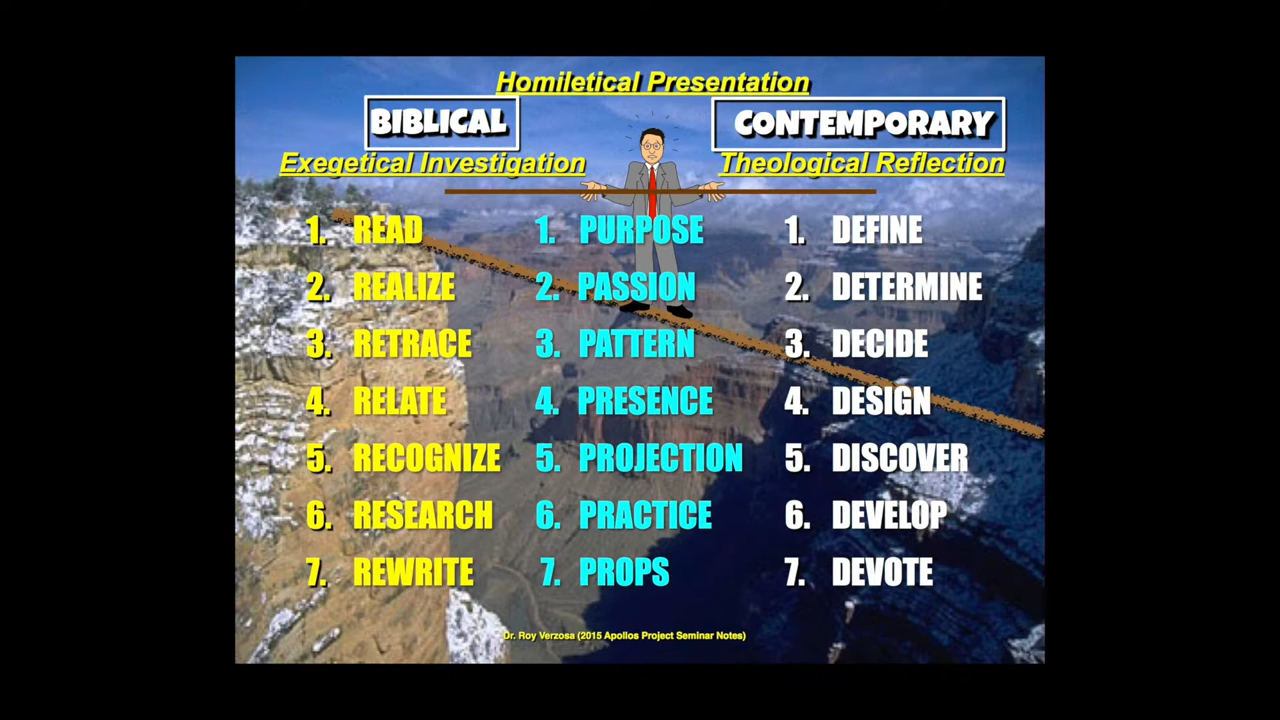 Homiletical Presentation
BIBLICAL
CONTEMPORARY
Exegetical Investigation
Theological Reflection
1. READ
2. REALIZE
3. RETRACE
4. RELATE
5. RECOGNIZE
6. RESEARCH
7. REWRITE
1. PURPOSE
2. PASSION
3. PATTERN
4. PRESENCE
5. PROJECTION
6. PRACTICE
7. PROPS
1. DEFINE
2. DETERMINE
3. DECIDE
4. DESIGN
5. DISCOVER
6. DEVELOP
7. DEVOTE
Dr. Roy Verzosa (2015 Apollos Project Seminar Notes)